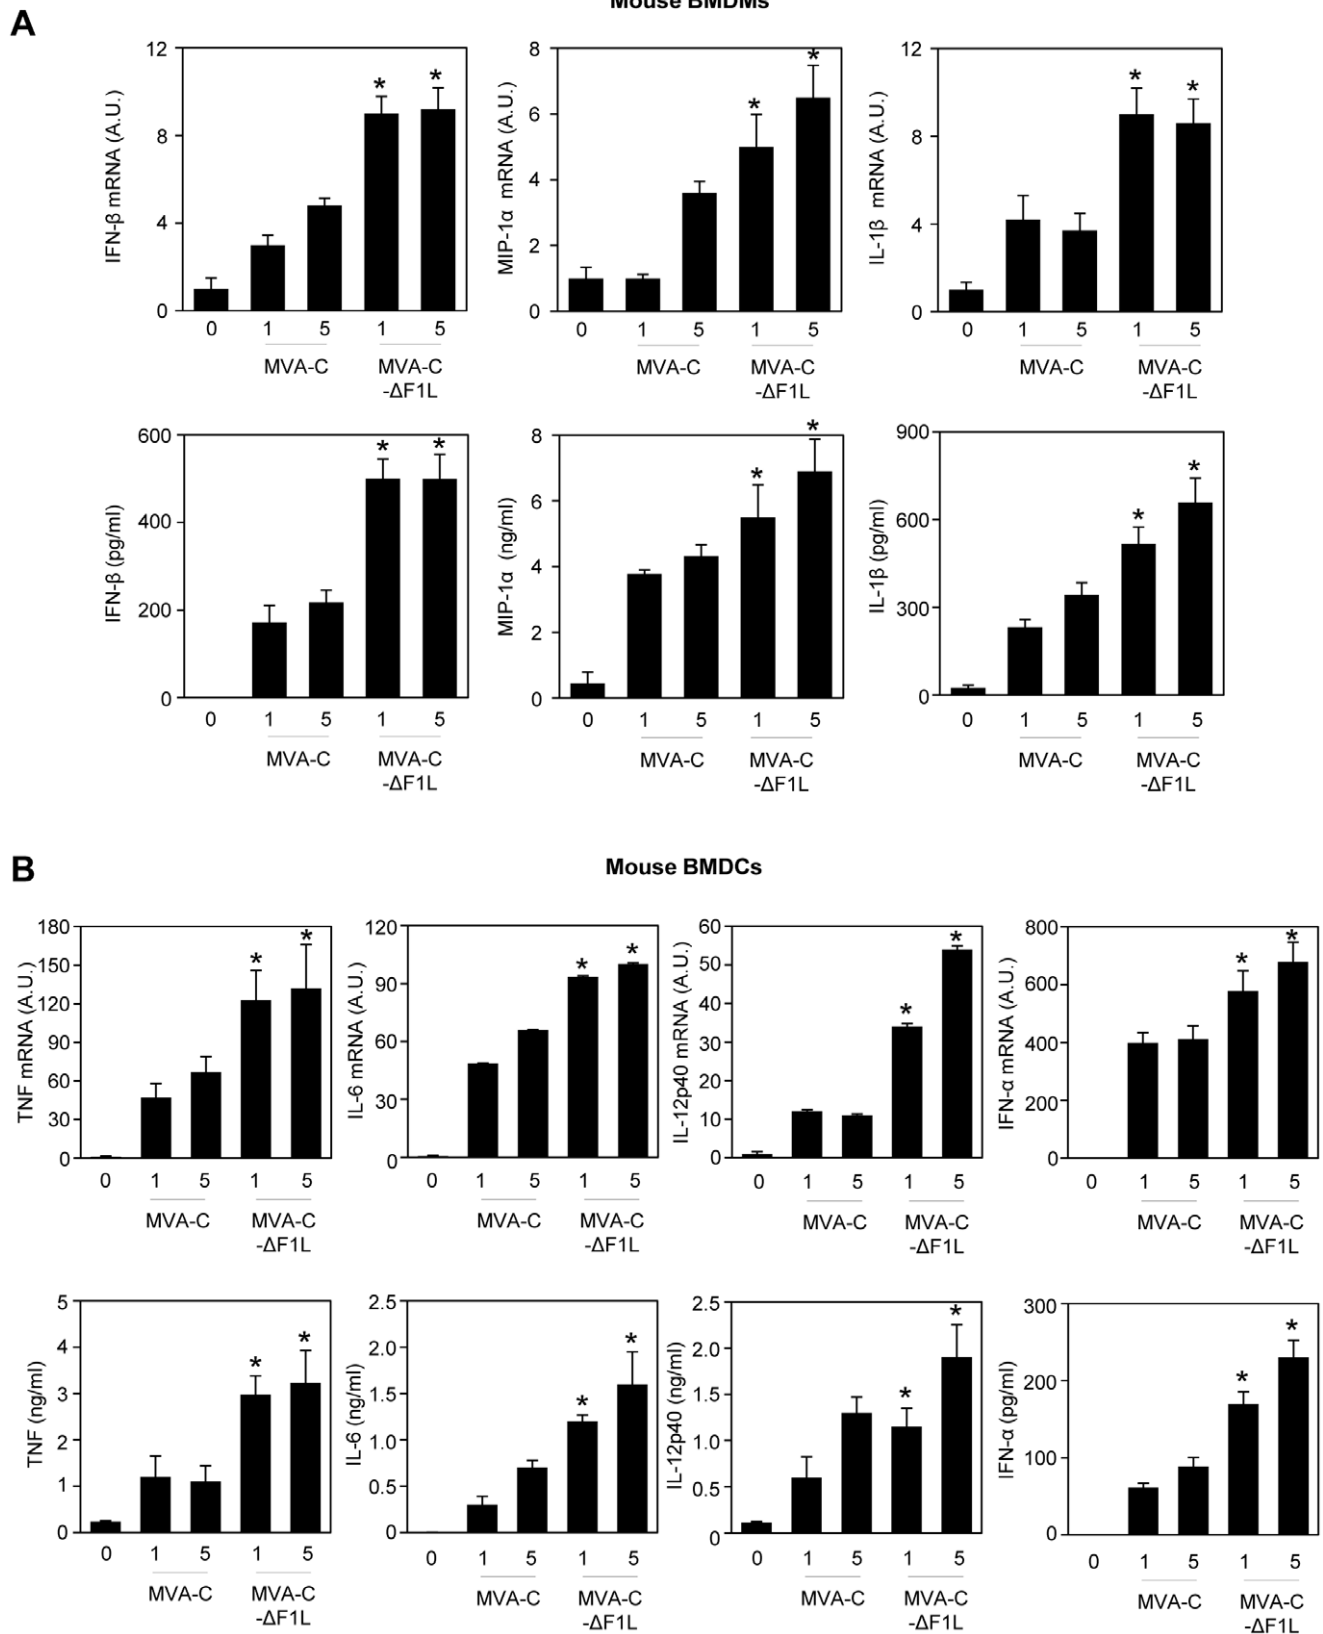 Mouse BMDMs
A
IFN-β mRNA (A.U.)
12
8
4
0
0 1 5 1 5
MVA-C MVA-C
-ΔF1L
MIP-1α mRNA (A.U.)
8
6
4
2
0
0 1 5 1 5
MVA-C MVA-C
-ΔF1L
IL-1β mRNA (A.U.)
12
8
4
0
0 1 5 1 5
MVA-C MVA-C
-ΔF1L
IFN-β (pg/ml)
600
400
200
0
0 1 5 1 5
MVA-C MVA-C
-ΔF1L
MIP-1α (ng/ml)
8
6
4
2
0
0 1 5 1 5
MVA-C MVA-C
-ΔF1L
IL-1β (pg/ml)
900
600
300
0
0 1 5 1 5
MVA-C MVA-C
-ΔF1L
B
Mouse BMDCs
TNF mRNA (A.U.)
180
150
120
90
60
30
0
0 1 5 1 5
MVA-C MVA-C
-ΔF1L
IL-6 mRNA (A.U.)
120
90
60
30
0
0 1 5 1 5
MVA-C MVA-C
-ΔF1L
IL-12p40 mRNA (A.U.)
60
50
40
30
20
10
0
0 1 5 1 5
MVA-C MVA-C
-ΔF1L
IFN-α mRNA (A.U.)
800
600
400
200
0
0 1 5 1 5
MVA-C MVA-C
-ΔF1L
TNF (ng/ml)
5
4
3
2
1
0
0 1 5 1 5
MVA-C MVA-C
-ΔF1L
IL-6 (ng/ml)
2.5
2.0
1.5
1.0
0.5
0
0 1 5 1 5
MVA-C MVA-C
-ΔF1L
IL-12p40 (ng/ml)
2.5
2.0
1.5
1.0
0.5
0
0 1 5 1 5
MVA-C MVA-C
-ΔF1L
IFN-α (pg/ml)
300
200
100
0
0 1 5 1 5
MVA-C MVA-C
-ΔF1L